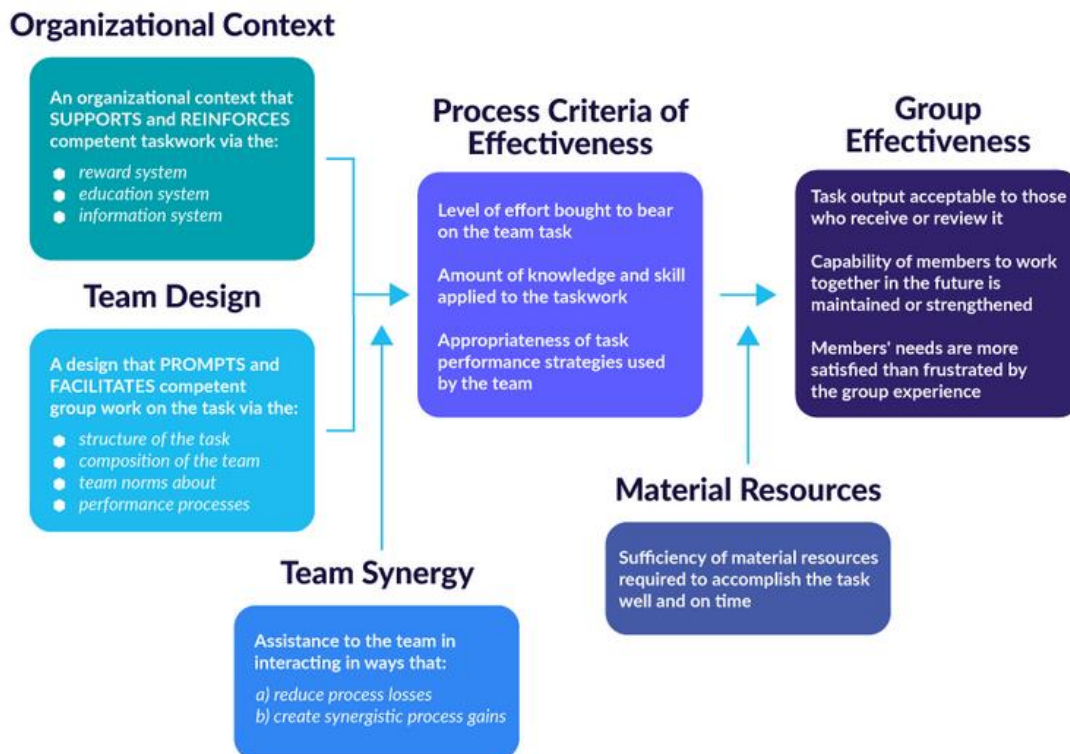 Organizational Context
An organizational context that
SUPPORTS and REINFORCES
competent taskwork via the:
reward system
education system
information system
Team Design
A design that PROMPTS and
FACILITATES competent
group work on the task via the:
structure of the task
composition of the team
team norms about
performance processes
Team Synergy
Assistance to the team in
interacting in ways that:
a) reduce process losses
b) create synergistic process gains
Process Criteria of
Effectiveness
Level of effort bought to bear
on the team task
Amount of knowledge and skill
applied to the taskwork
Appropriateness of task
performance strategies used
by the team
Material Resources
Sufficiency of material resources
required to accomplish the task
well and on time
Group
Effectiveness
Task output acceptable to those
who receive or review it
Capability of members to work
together in the future is
maintained or strengthened
Members' needs are more
satisfied than frustrated by
the group experience